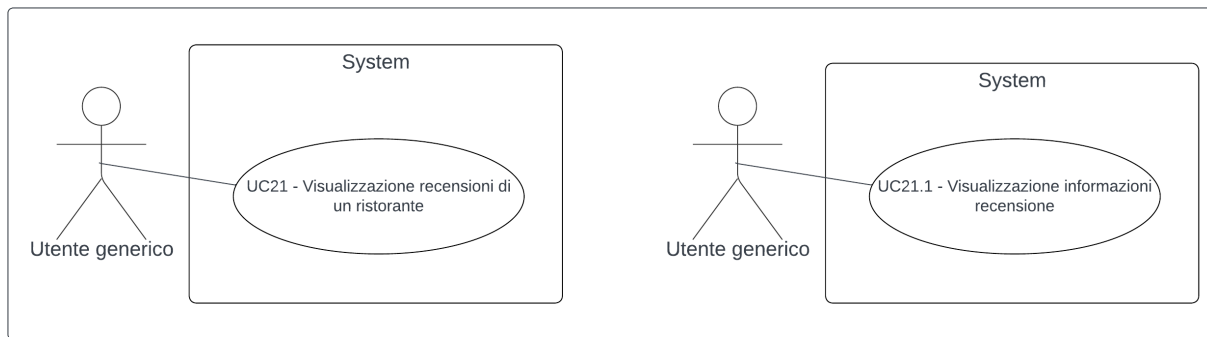 System
UC21 - Visualizzazione recensioni di
un ristorante
Utente generico
System
UC21.1 - Visualizzazione informazioni
recensione
Utente generico